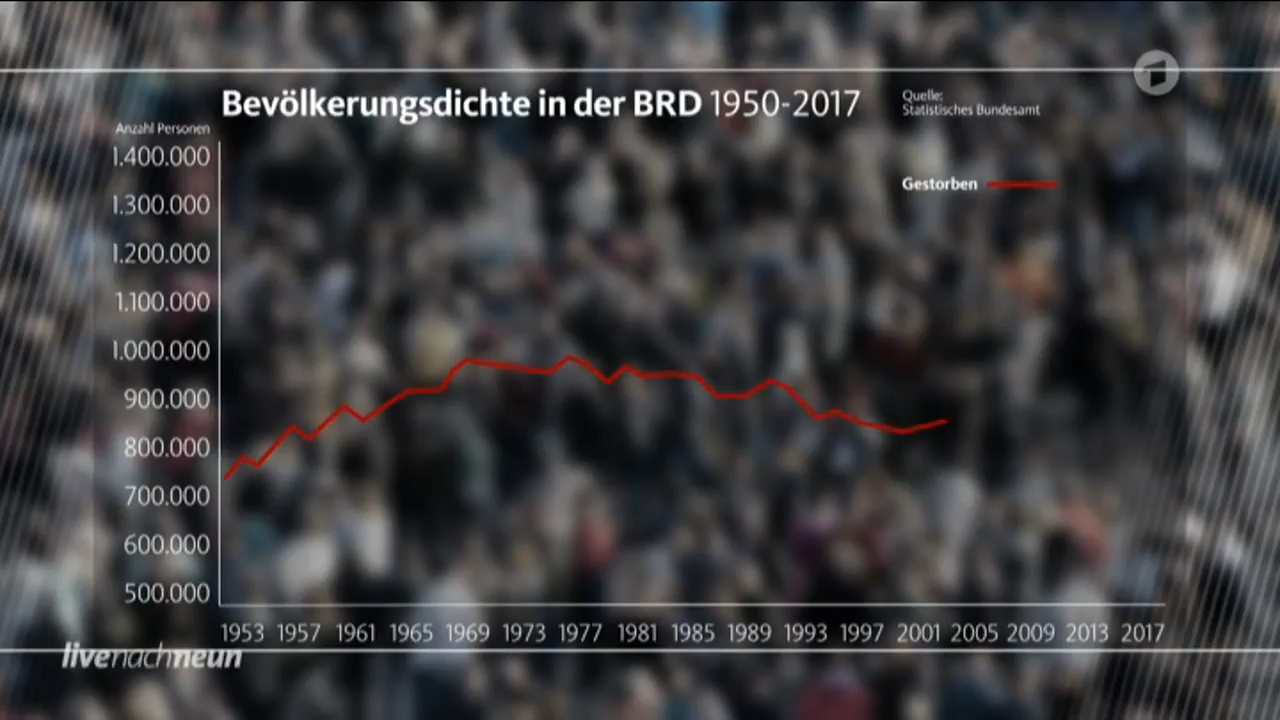 Bevölkerungsdichte in der BRD 1950-2017
Quelle:
Statistisches Bundesamt
Anzahl Personen
1.400.000
1.300.000
1.200.000
1.100.000
1.000.000
900.000
800.000
700.000
600.000
500.000
Gestorben
1953 1957 1961 1965 1969 1973 1977 1981 1985 1989 1993 1997 2001 2005 2009 2013 2017
livenachneun